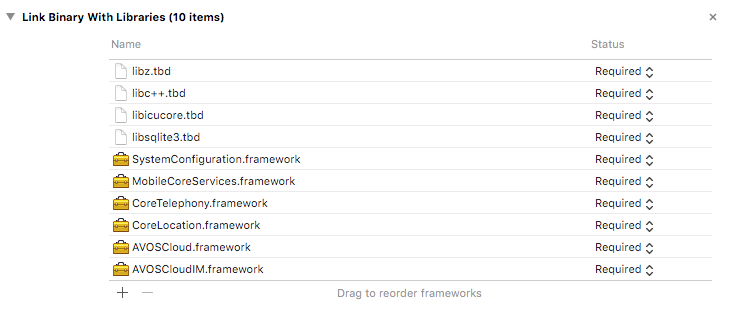 Link Binary With Libraries (10 items)
Name Status
libz.tbd Required
libc++.tbd Required
libicucore.tbd Required
libsqlite3.tbd Required
SystemConfiguration.framework Required
MobileCoreServices.framework Required
CoreTelephony.framework Required
CoreLocation.framework Required
AVOSCloud.framework Required
AVOSCloudIM.framework Required
Drag to reorder frameworks